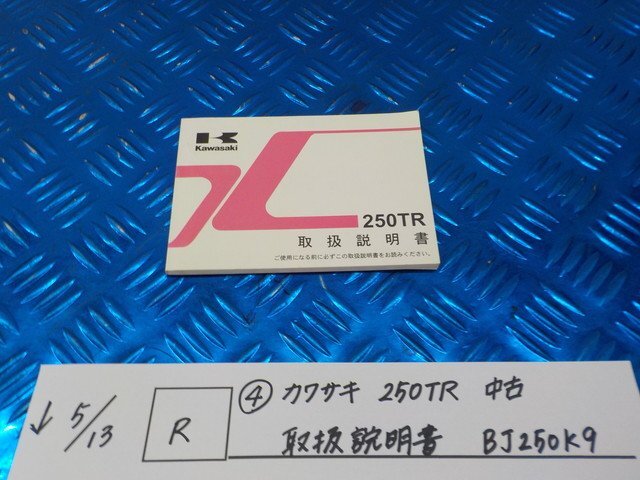 Kawasaki
250TR
取扱説明書
ご使用になる前に必ずこの取扱説明書をお読みください。
↓ 5/13 R ④ カワサキ 250TR 中古
取扱説明書 BJ250K9